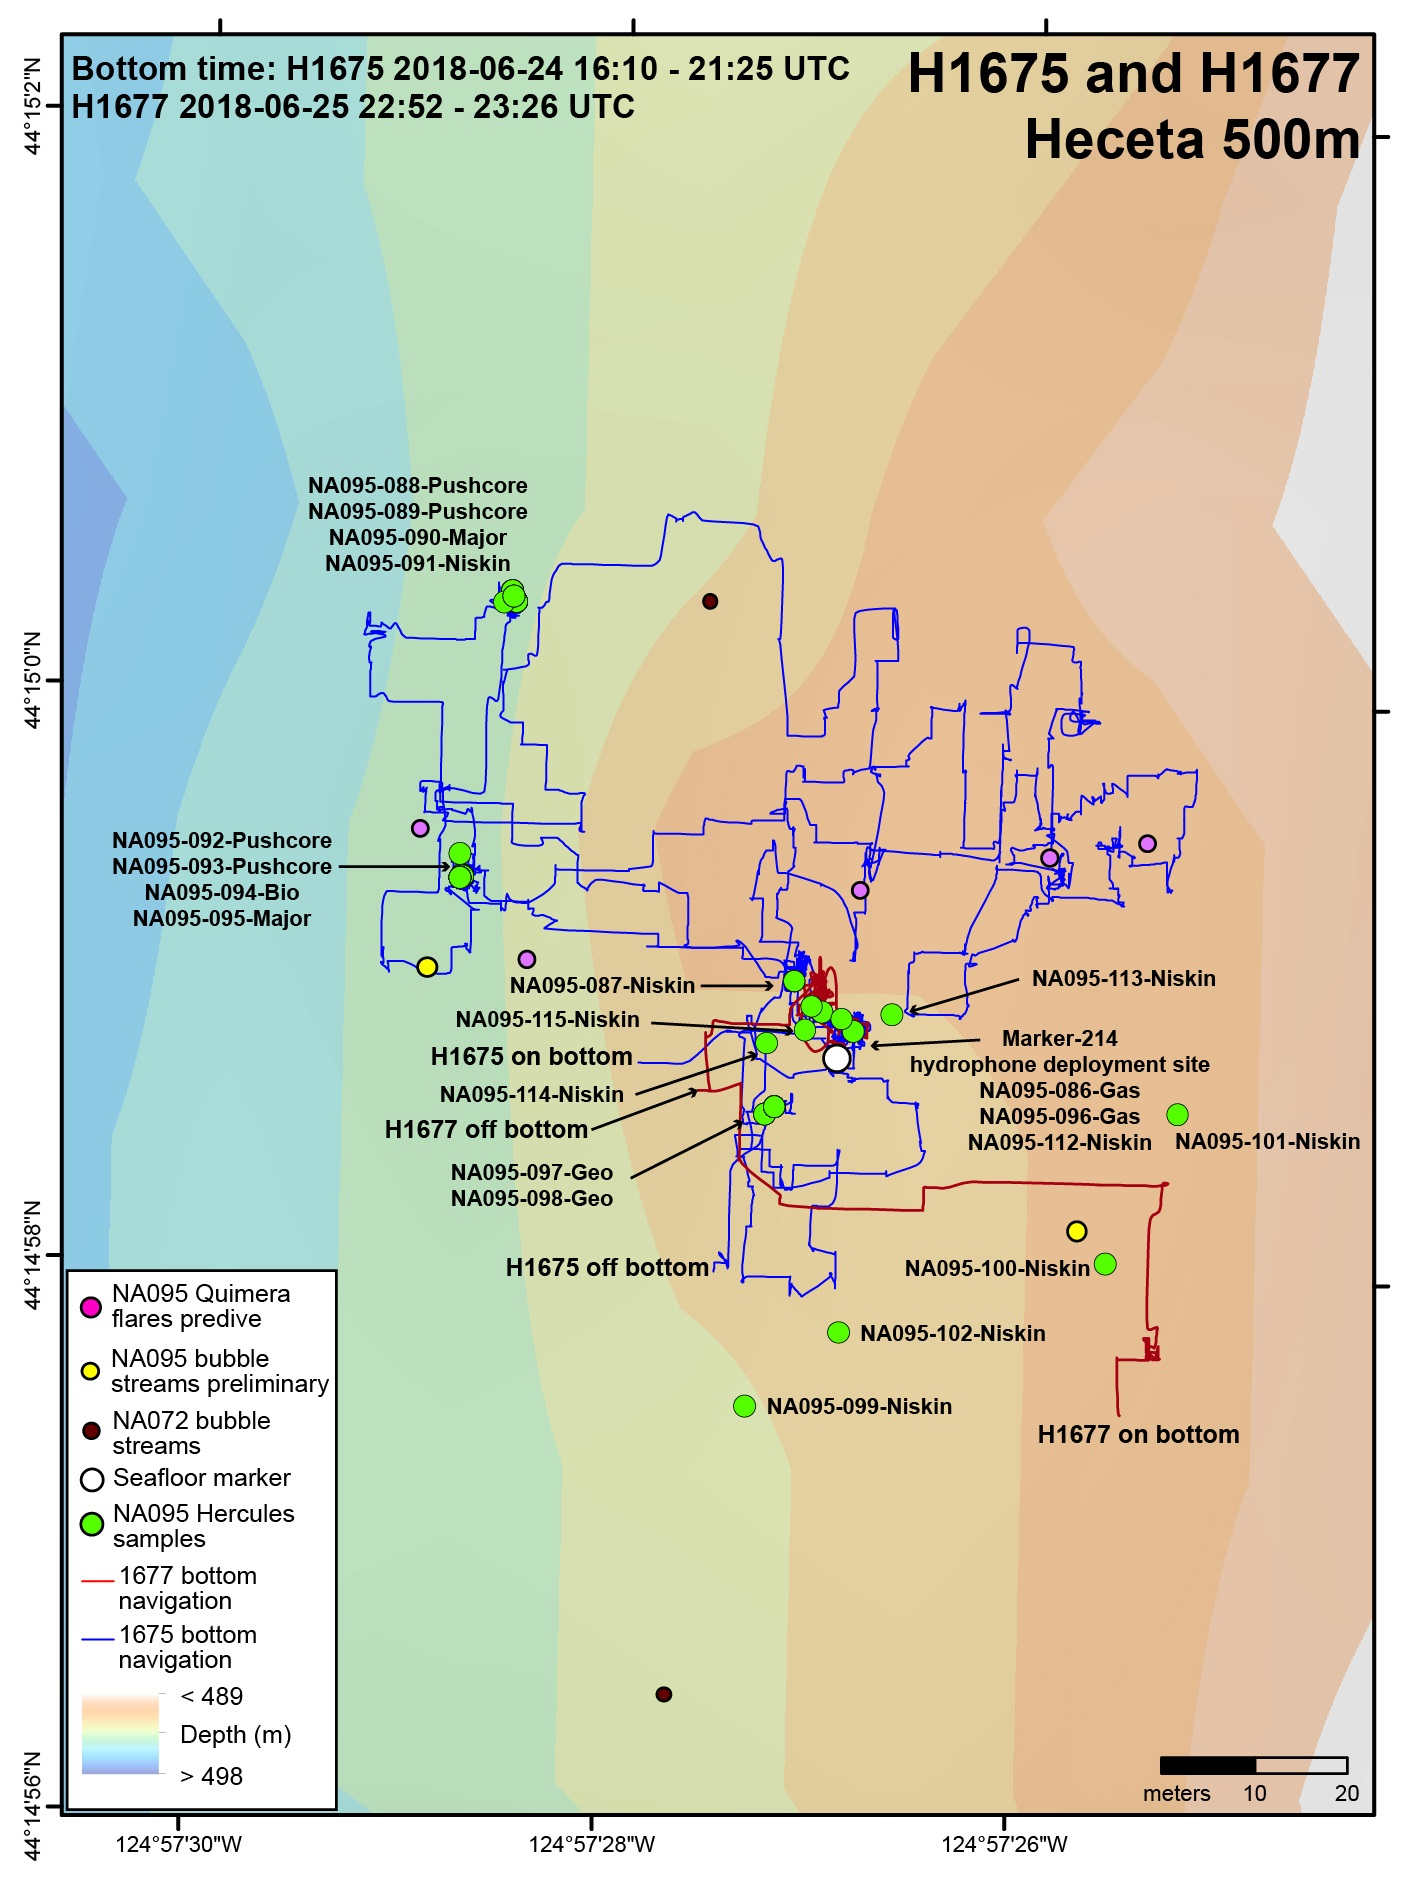 Bottom time: H1675 2018-06-24 16:10 - 21:25 UTC
H1677 2018-06-25 22:52 - 23:26 UTC
H1675 and H1677
Heceta 500m
44°15'2"N
44°15'0"N
44°14'58"N
44°14'56"N
NA095-088-Pushcore
NA095-089-Pushcore
NA095-090-Major
NA095-091-Niskin
NA095-092-Pushcore
NA095-093-Pushcore
NA095-094-Bio
NA095-095-Major
NA095-087-Niskin
NA095-115-Niskin
H1675 on bottom
NA095-114-Niskin
H1677 off bottom
NA095-097-Geo
NA095-098-Geo
H1675 off bottom
NA095-113-Niskin
Marker-214
hydrophone deployment site
NA095-086-Gas
NA095-096-Gas
NA095-112-Niskin
NA095-101-Niskin
NA095-100-Niskin
NA095-102-Niskin
NA095-099-Niskin
H1677 on bottom
NA095 Quimera
flares predive
NA095 bubble
streams preliminary
NA072 bubble
streams
Seafloor marker
NA095 Hercules
samples
1677 bottom
navigation
1675 bottom
navigation
< 489
Depth (m)
> 498
meters 10 20
124°57'30"W
124°57'28"W
124°57'26"W